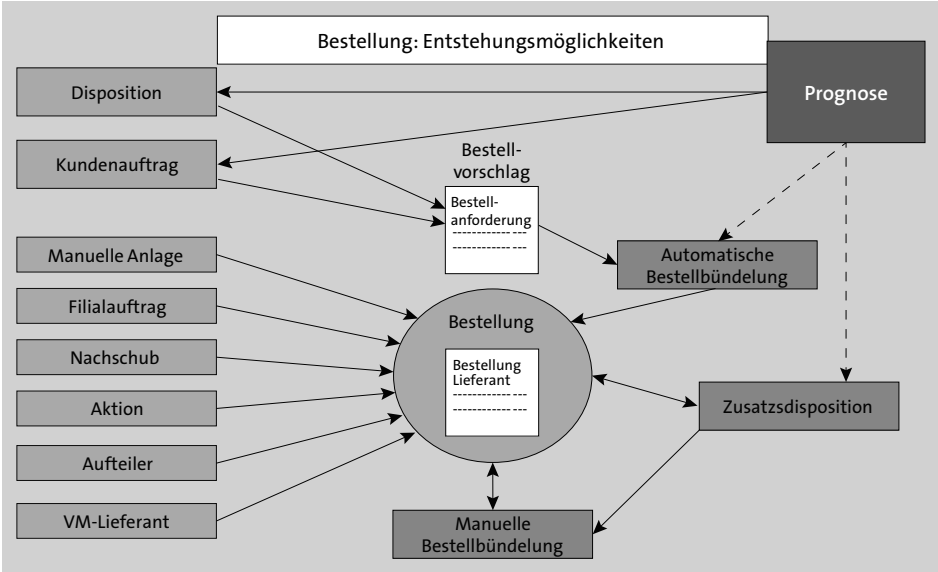 Bestellung: Entstehungsmöglichkeiten
Prognose
Disposition
Kundenauftrag
Bestell-
vorschlag
Bestell-
anforderung
Manuelle Anlage
Automatische
Bestellbündelung
Filialauftrag
Bestellung
Nachschub
Bestellung
Lieferant
Aktion
Zusatzsdisposition
Aufteiler
VM-Lieferant
Manuelle
Bestellbündelung